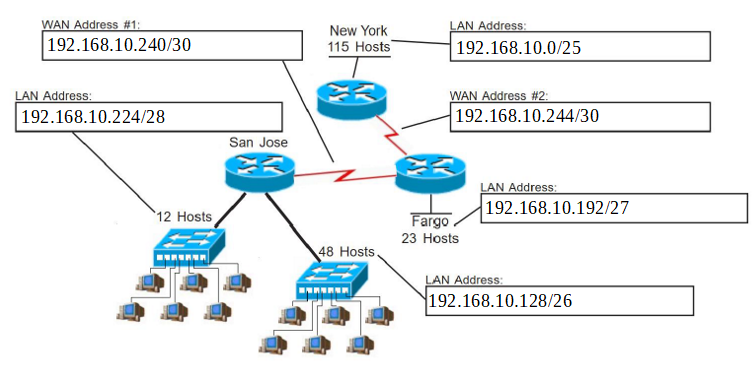 WAN Address #1:
192.168.10.240/30
New York
115 Hosts
LAN Address:
192.168.10.0/25
LAN Address:
192.168.10.224/28
WAN Address #2:
192.168.10.244/30
San Jose
LAN Address:
192.168.10.192/27
12 Hosts
Fargo
23 Hosts
48 Hosts
LAN Address:
192.168.10.128/26